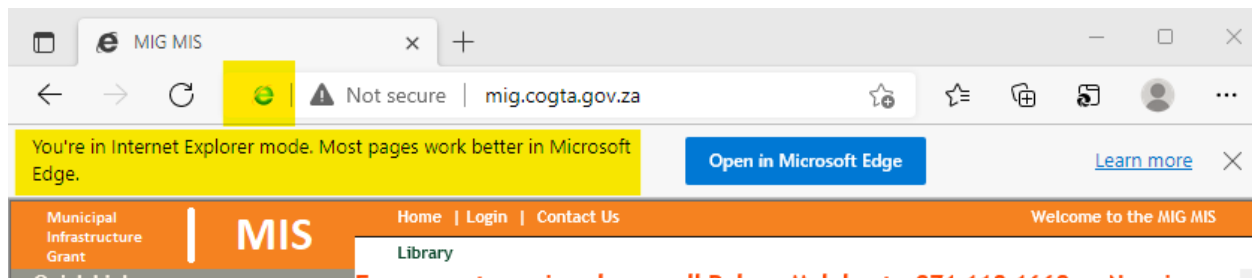 MIG MIS
Not secure | mig.cogta.gov.za
You're in Internet Explorer mode. Most pages work better in Microsoft
Edge.
Open in Microsoft Edge
Learn more
Municipal
Infrastructure
Grant
MIS
Home | Login | Contact Us
Welcome to the MIG MIS
Library